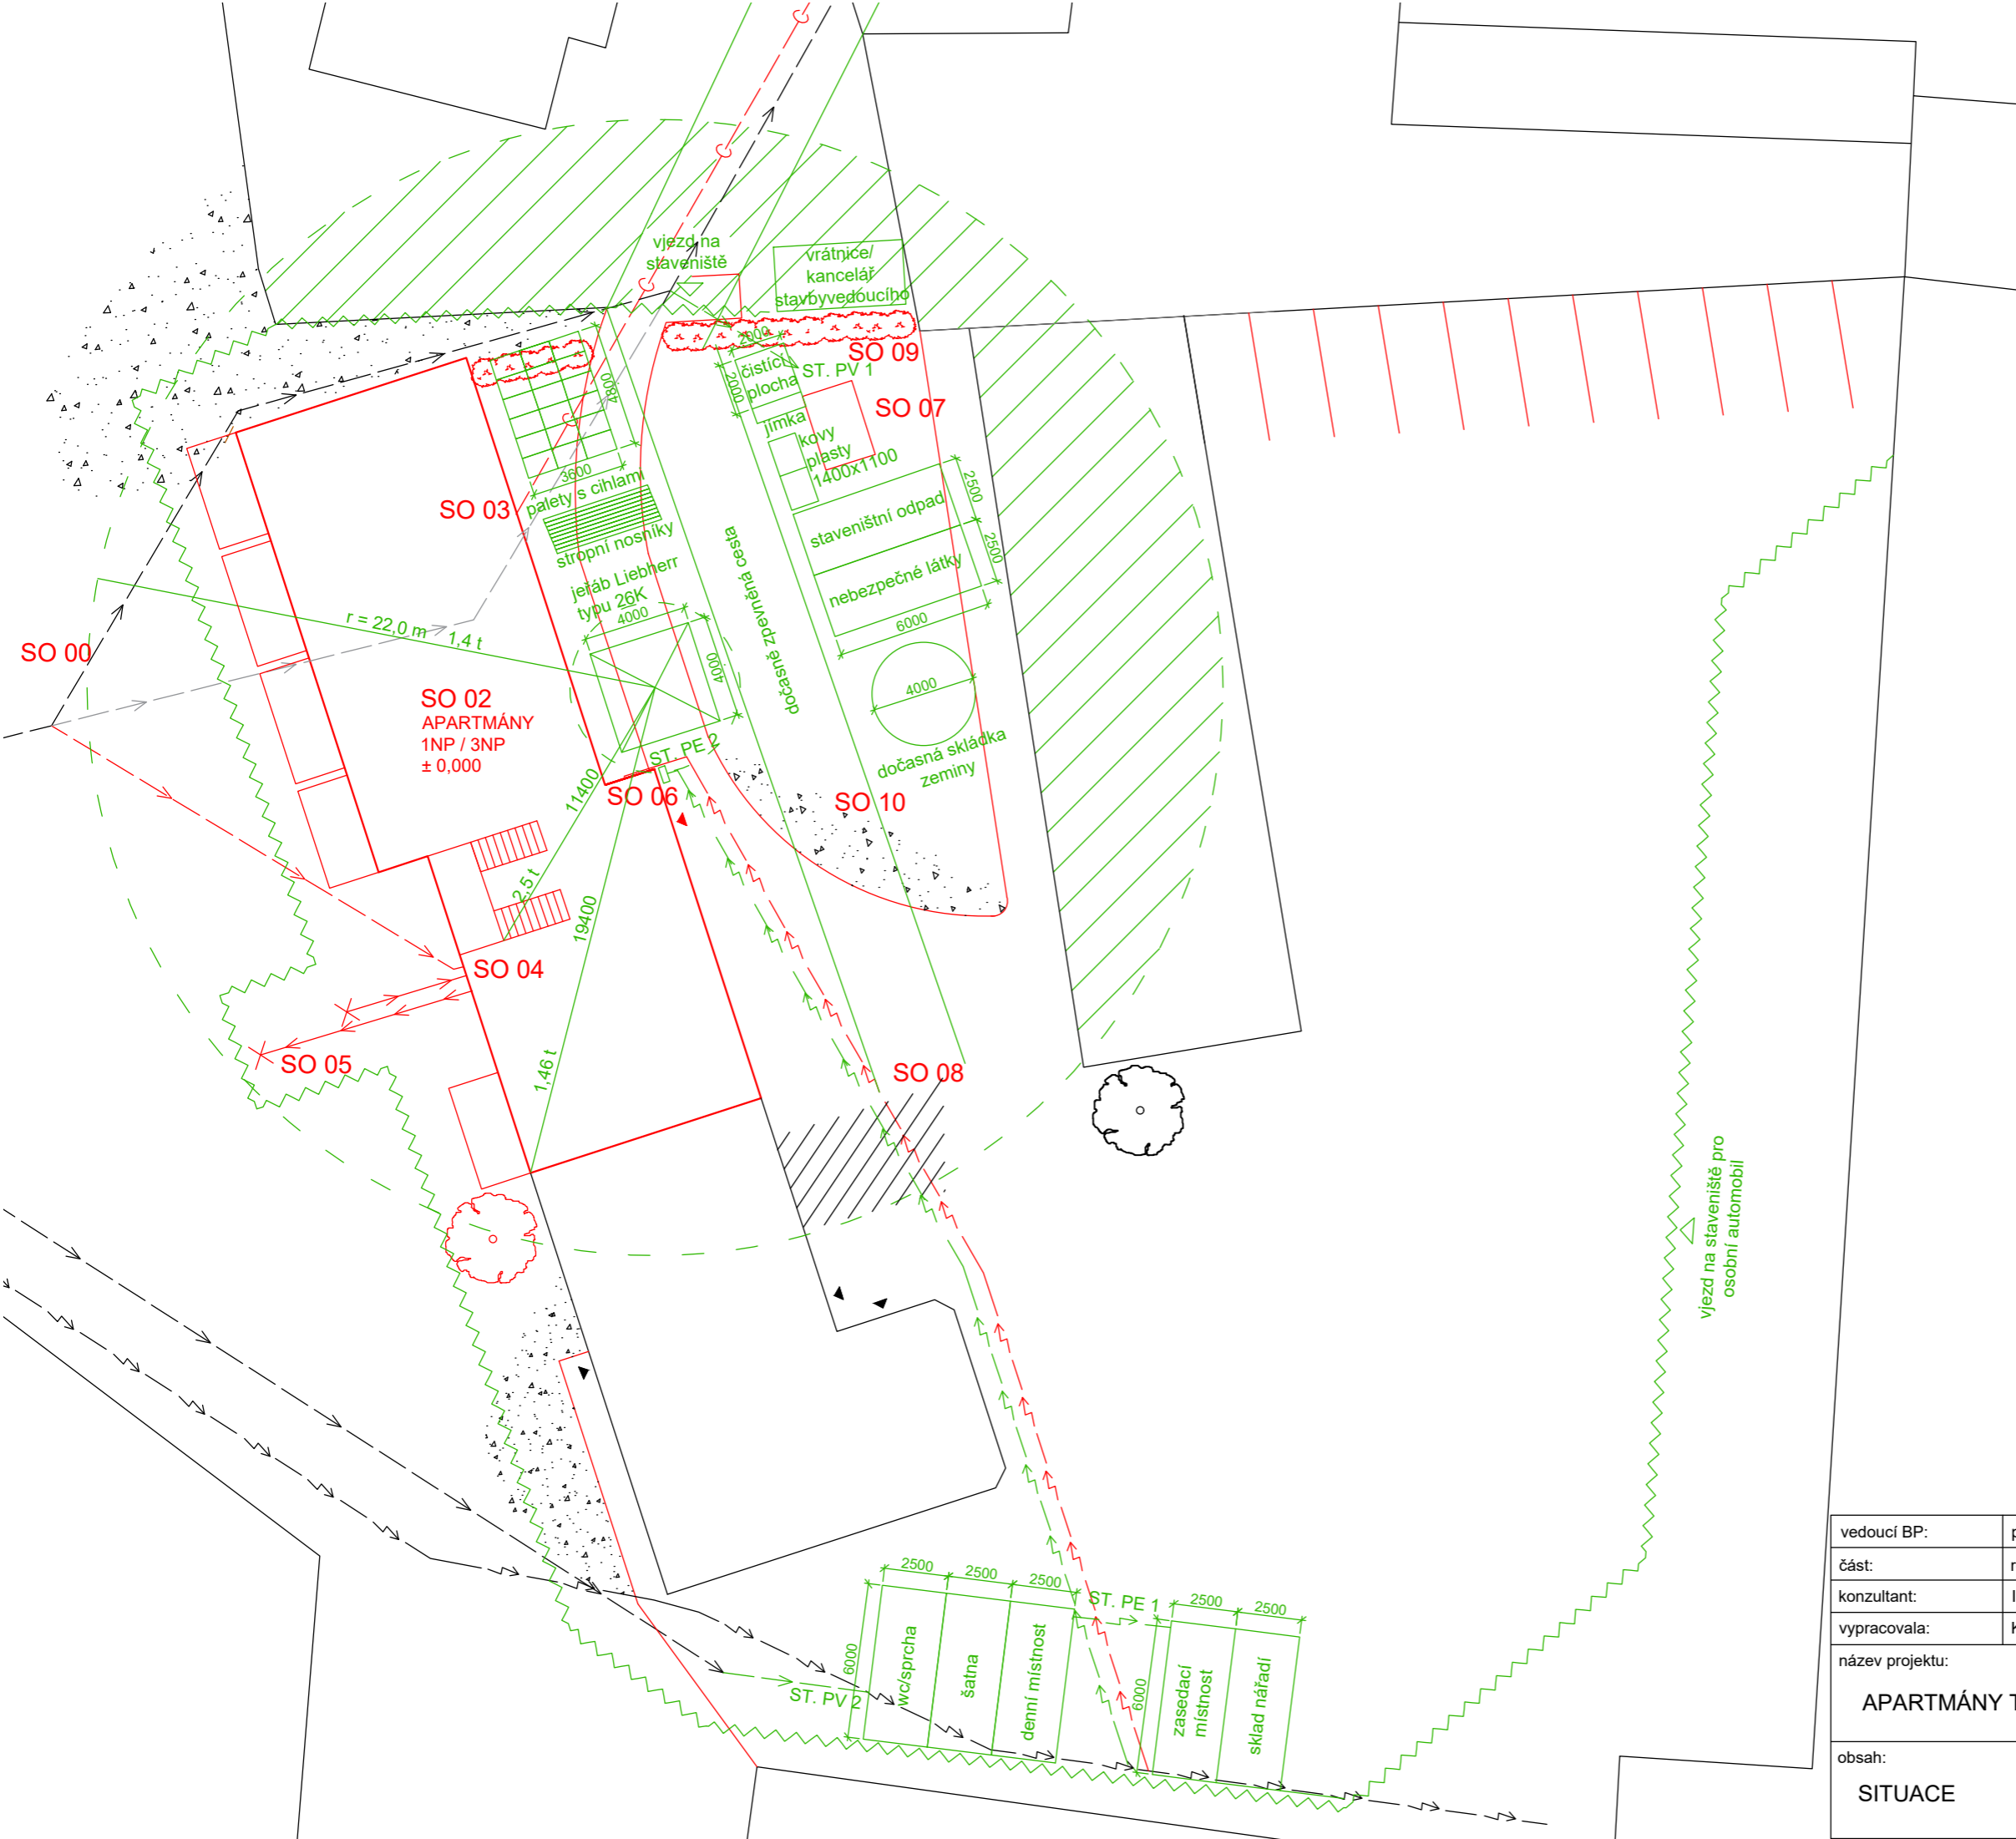 vjezd na
staveniště
vrátnice/
kancelář
stavbyvedoucího
2000
SO 09
čistící
plocha
ST. PV 1
2000
4800
SO 07
jímka
kovy
plasty
1400x1100
3600
palety s cihlami
SO 03
stropní nosníky
staveništní odpad
2500
2500
nebezpečné látky
6000
jeřáb Liebherr
typu 26K
4000
4000
dočasně zpevněná cesta
r = 22,0 m
1,4 t
SO 00
SO 02
APARTMÁNY
1NP / 3NP
± 0,000
4000
dočasná skládka
zeminy
ST. PE 2
SO 06
SO 10
11400
2,5 t
19400
SO 04
SO 05
1,46 t
SO 08
vjezd na staveniště pro
osobní automobil
2500
2500
2500
ST. PE 1
2500
2500
6000
wc/sprcha
šatna
denní místnost
6000
zasedací
místnost
sklad nářadí
ST. PV 2
vedoucí BP:
část:
konzultant:
vypracovala:
název projektu:
APARTMÁNY T
obsah:
SITUACE